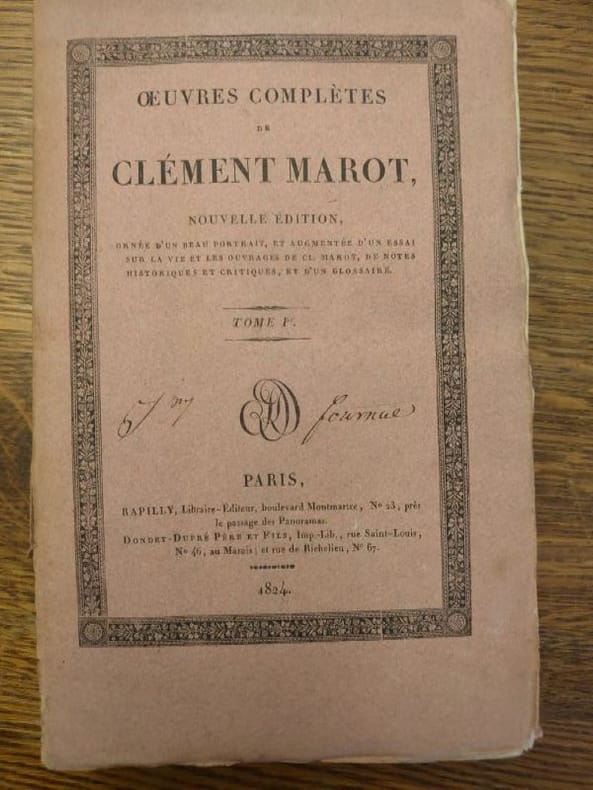 ŒUVRES COMPLÈTES
DE
CLÉMENT MAROT,
NOUVELLE ÉDITION,
ORNÉE D'UN BEAU PORTRAIT, ET AUGMENTÉE D'UN ESSAI
SUR LA VIE ET LES OUVRAGES DE CL. MAROT, DE NOTES
HISTORIQUES ET CRITIQUES, ET D'UN GLOSSAIRE.
TOME Ier.
PARIS,
RAPILLY, Libraire-Éditeur, boulevard Montmartre, No 23, près
le passage des Panoramas.
DONDEY-DUPRÉ PÈRE ET FILS, Imp.-Lib., rue Saint-Louis,
No 46, au Marais; et rue de Richelieu, No 67.
1824.